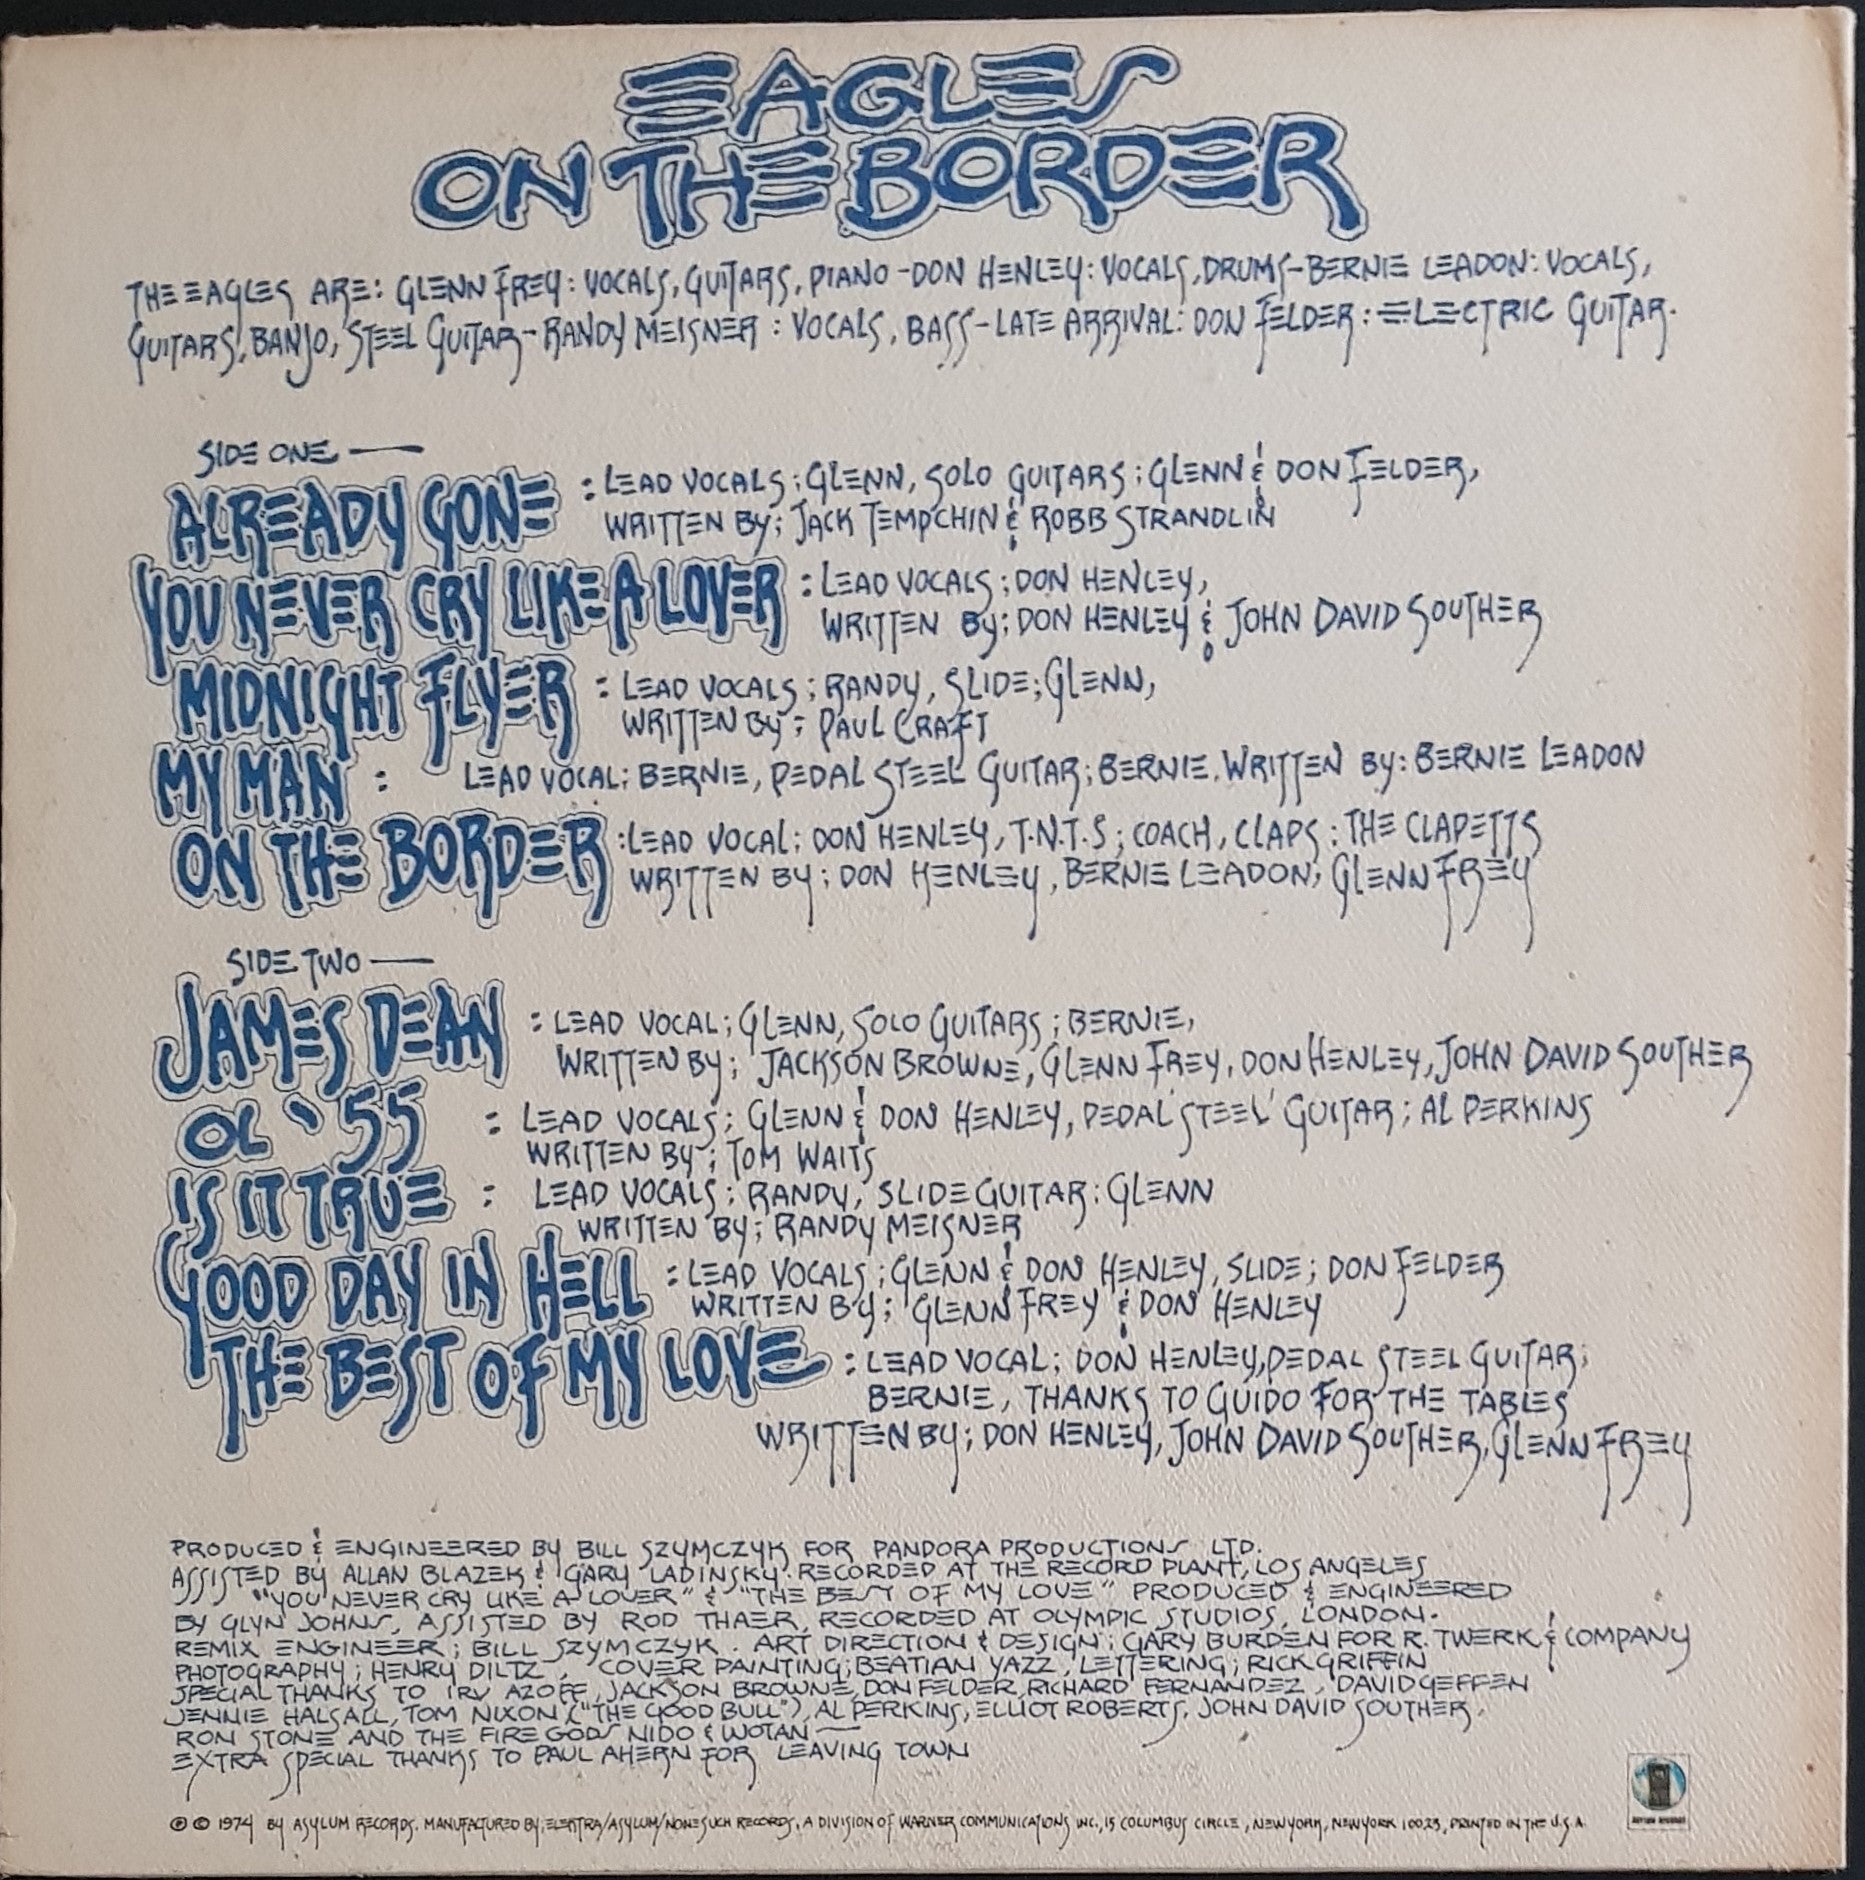 EAGLES
ON THE BORDER
THE EAGLES ARE: GLENN FREY: VOCALS, GUITARS, PIANO - DON HENLEY: VOCALS, DRUMS - BERNIE LEADON: VOCALS,
GUITARS, BANJO, STEEL GUITAR - RANDY MEISNER : VOCALS, BASS - LATE ARRIVAL: DON FELDER: ELECTRIC GUITAR.
SIDE ONE —
ALREADY GONE : LEAD VOCALS; GLENN, SOLO GUITARS; GLENN & DON FELDER,
WRITTEN BY; JACK TEMPCHIN & ROBB STRANDLIN
YOU NEVER CRY LIKE A LOVER : LEAD VOCALS; DON HENLEY,
WRITTEN BY; DON HENLEY & JOHN DAVID SOUTHER
MIDNIGHT FLYER : LEAD VOCALS; RANDY, SLIDE; GLENN,
WRITTEN BY; PAUL CRAFT
MY MAN : LEAD VOCAL; BERNIE, PEDAL STEEL GUITAR; BERNIE. WRITTEN BY: BERNIE LEADON
ON THE BORDER : LEAD VOCAL; DON HENLEY, T.N.T.S; COACH, CLAPS: THE CLAPETTS
WRITTEN BY; DON HENLEY, BERNIE LEADON, GLENN FREY
SIDE TWO —
JAMES DEAN : LEAD VOCAL; GLENN, SOLO GUITARS; BERNIE,
WRITTEN BY; JACKSON BROWNE, GLENN FREY, DON HENLEY, JOHN DAVID SOUTHER
OL '55 : LEAD VOCALS; GLENN & DON HENLEY, PEDAL STEEL GUITAR; AL PERKINS
WRITTEN BY; TOM WAITS
IS IT TRUE : LEAD VOCALS; RANDY, SLIDE GUITAR: GLENN
WRITTEN BY; RANDY MEISNER
GOOD DAY IN HELL : LEAD VOCALS; GLENN & DON HENLEY, SLIDE; DON FELDER
WRITTEN BY; GLENN FREY & DON HENLEY
THE BEST OF MY LOVE : LEAD VOCAL; DON HENLEY, PEDAL STEEL GUITAR;
BERNIE, THANKS TO GUIDO FOR THE TABLES
WRITTEN BY; DON HENLEY, JOHN DAVID SOUTHER, GLENN FREY
PRODUCED & ENGINEERED BY BILL SZYMCZYK FOR PANDORA PRODUCTIONS LTD.
ASSISTED BY ALLAN BLAZEK & GARY LADINSKY. RECORDED AT THE RECORD PLANT, LOS ANGELES
"YOU NEVER CRY LIKE A LOVER" & "THE BEST OF MY LOVE" PRODUCED & ENGINEERED
BY GLYN JOHNS, ASSISTED BY ROD THAER, RECORDED AT OLYMPIC STUDIOS, LONDON.
REMIX ENGINEER; BILL SZYMCZYK. ART DIRECTION & DESIGN; GARY BURDEN FOR R. TWERK & COMPANY
PHOTOGRAPHY; HENRY DILTZ, COVER PAINTING; BEATIAN YAZZ, LETTERING; RICK GRIFFIN
SPECIAL THANKS TO IRV AZOFF, JACKSON BROWNE, DON FELDER, RICHARD FERNANDEZ, DAVID GEFFEN
JENNIE HALSALL, TOM NIXON ("THE GOOD BULL"), AL PERKINS, ELLIOT ROBERTS, JOHN DAVID SOUTHER,
RON STONE AND THE FIRE GODS NIDO & WOTAN —
EXTRA SPECIAL THANKS TO PAUL AHERN FOR LEAVING TOWN
℗ © 1974 BY ASYLUM RECORDS. MANUFACTURED BY; ELEKTRA/ASYLUM/NONESUCH RECORDS, A DIVISION OF WARNER COMMUNICATIONS INC., 15 COLUMBUS CIRCLE, NEW YORK, NEW YORK 10023, PRINTED IN THE U.S.A.